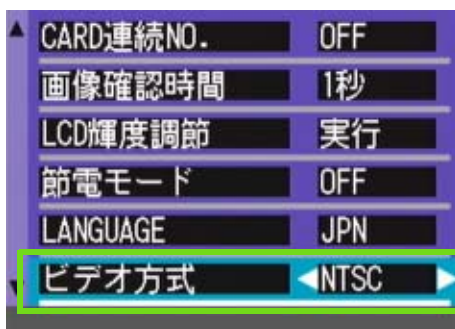 CARD連続NO. OFF
画像確認時間 1秒
LCD輝度調節 実行
節電モード OFF
LANGUAGE JPN
ビデオ方式 NTSC